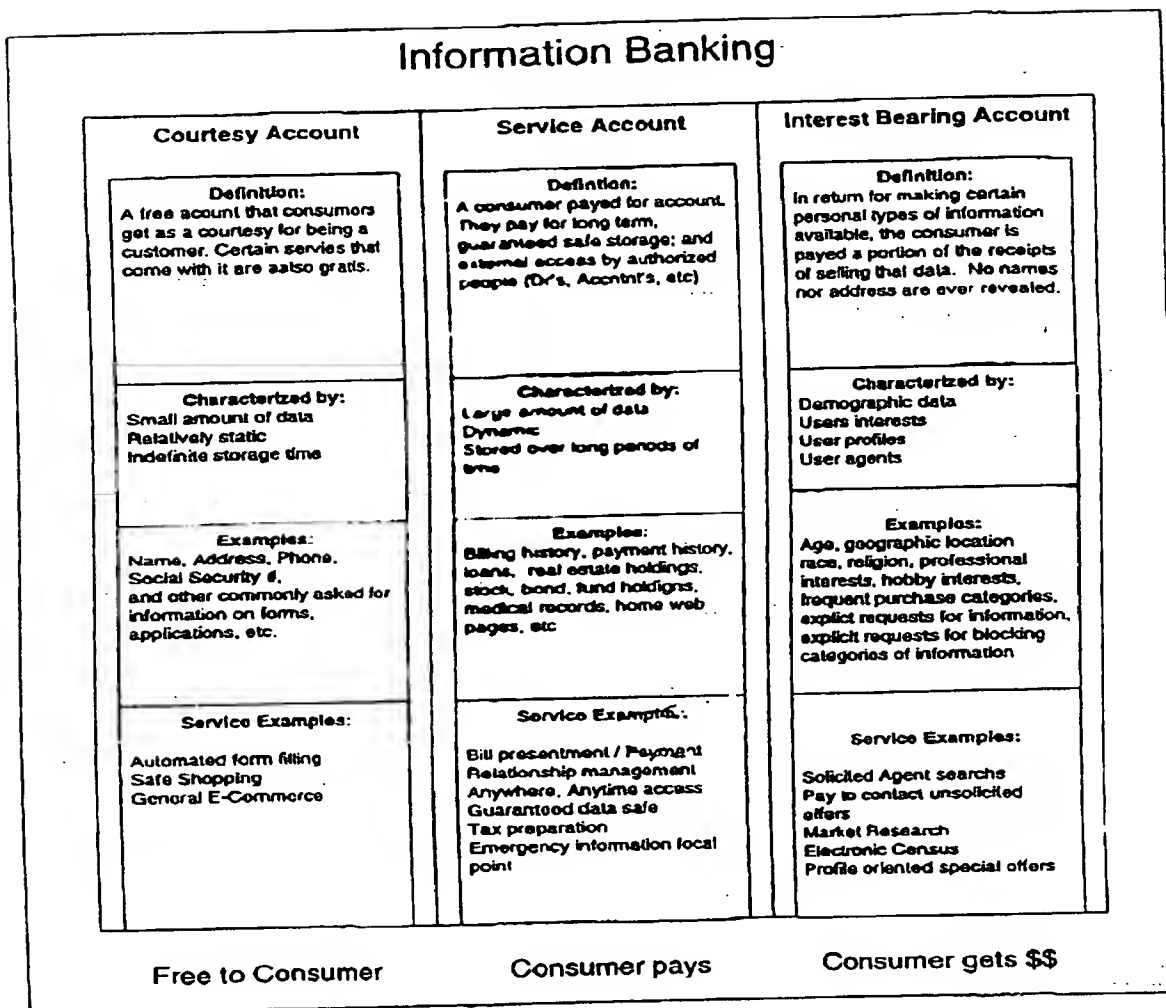 Information Banking
Courtesy Account
Definition:
A free acount that consumors
get as a courtesy for being a
customer. Certain servies that
come with it are aatso gratis.
Characterized by:
Small amount of data
Relatively static
Indefinite storage time
Examples:
Name, Address, Phone,
Social Security #,
and other commonly asked for
information on forms,
applications, etc.
Service Examples:
Automated form filling
Safe Shopping
General E-Commerce
Free to Consumer
Service Account
Defintion:
A consumer payed for account.
They pay for long term,
guaranteed safe storage; and
external access by authorized
people (Dr's, Accntnt's, etc)
Characterized by:
Large amount of data
Dynamic
Stored over long periods of
time
Examples:
Billing history, payment history,
loans, real estate holdings,
stock, bond, fund holdigns,
medical records, home web
pages, etc
Service Examples:
Bill presentment / Payment
Relationship management
Anywhere, Anytime access
Guaranteed data safe
Tax preparation
Emergency information focal
point
Consumer pays
Interest Bearing Account
Definition:
In return for making certain
personal types of information
available, the consumer is
payed a portion of the receipts
of selling that data. No names
nor address are ever revealed.
Characterized by:
Demographic data
Users interests
User profiles
User agents
Examples:
Age, geographic location
race, religion, professional
interests, hobby interests,
frequent purchase categories,
explict requests for information,
explicit requests for blocking
categories of information
Service Examples:
Solicited Agent searchs
Pay to contact unsolicited
offers
Market Research
Electronic Census
Profile oriented special offers
Consumer gets $$